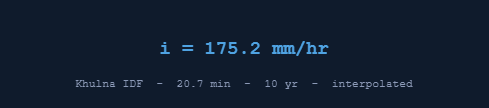 i = 175.2 mm/hr
Khulna IDF – 20.7 min – 10 yr – interpolated